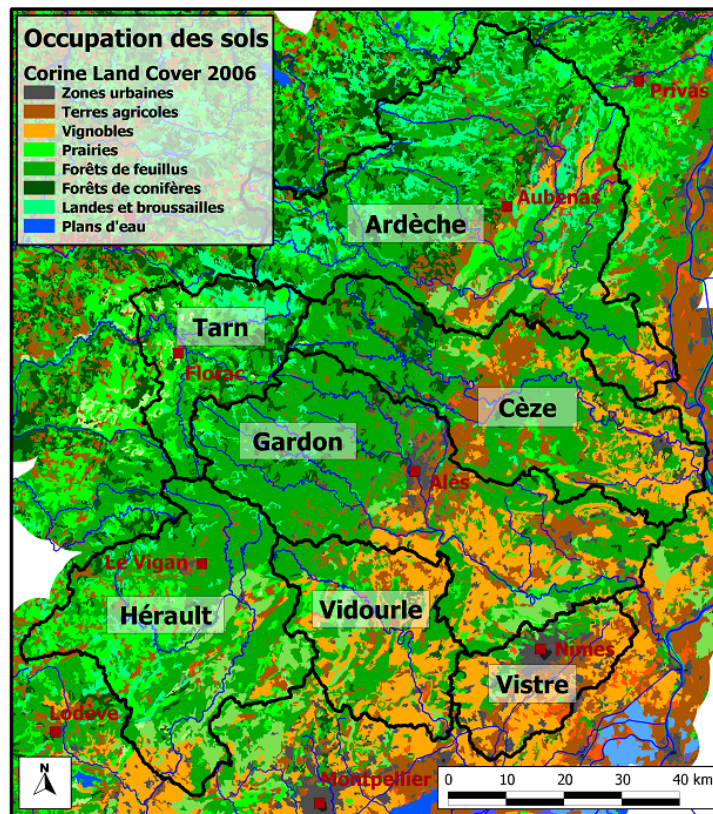 Occupation des sols
Corine Land Cover 2006
Zones urbaines
Terres agricoles
Vignobles
Prairies
Forêts de feuillus
Forêts de conifères
Landes et broussailles
Plans d'eau
Privas
Aubenas
Ardèche
Tarn
Florac
Cèze
Gardon
Alès
Le Vigan
Hérault
Vidourle
Nîmes
Vistre
Lodève
Montpellier
N
0 10 20 30 40 km